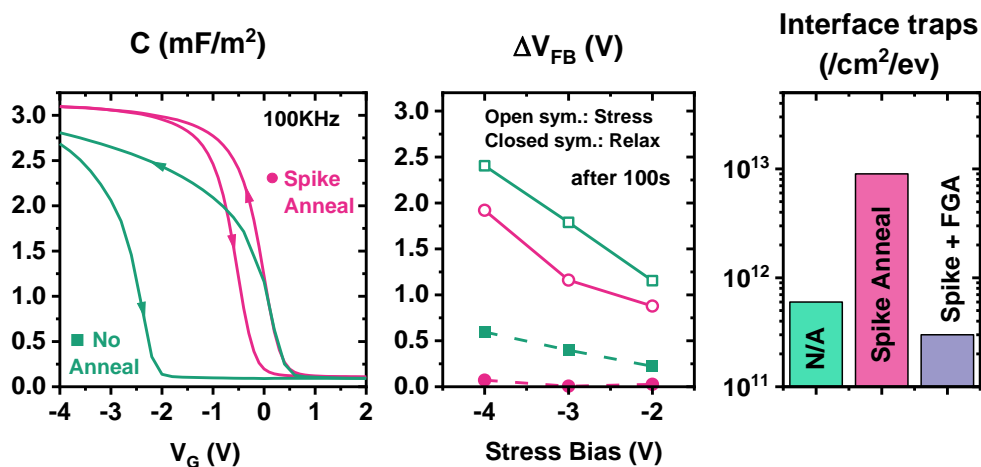 C (mF/m²)
3.0
2.5
2.0
1.5
1.0
0.5
0.0
-4 -3 -2 -1 0 1 2
V_G (V)
100KHz
Spike
Anneal
No
Anneal
ΔV_FB (V)
3.0
2.5
2.0
1.5
1.0
0.5
0.0
-4 -3 -2
Stress Bias (V)
Open sym.: Stress
Closed sym.: Relax
after 100s
Interface traps
(/cm²/ev)
10¹³
10¹²
10¹¹
N/A
Spike Anneal
Spike + FGA